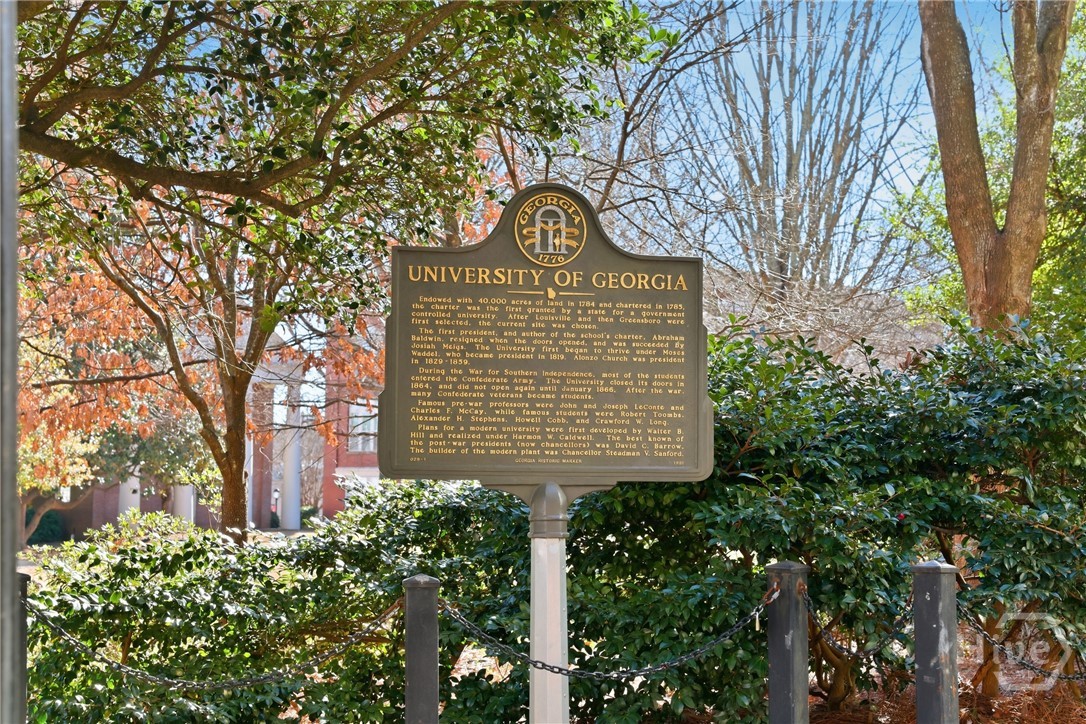 GEORGIA
1776
UNIVERSITY OF GEORGIA
Endowed with 40,000 acres of land in 1784 and chartered in 1785,
the charter was the first granted by a state for a government
controlled university. After Louisville and then Greensboro were
first selected, the current site was chosen.
The first president, and author of the school's charter, Abraham
Baldwin, resigned when the doors opened, and was succeeded by
Josiah Meigs. The University first began to thrive under Moses
Waddel, who became president in 1819. Alonzo Church was president
in 1829-1859.
During the War for Southern Independence, most of the students
entered the Confederate Army. The University closed its doors in
1864, and did not open again until January 1866. After the war,
many Confederate veterans became students.
Famous pre-war professors were John and Joseph LeConte and
Charles F. McCay, while famous students were Robert Toombs,
Alexander H. Stephens, Howell Cobb, and Crawford W. Long.
Plans for a modern university were first developed by Walter B.
Hill and realized under Harmon W. Caldwell. The best known of
the post-war presidents (now chancellors) was David C. Barrow.
The builder of the modern plant was Chancellor Steadman V. Sanford.
GEORGIA HISTORIC MARKER
five